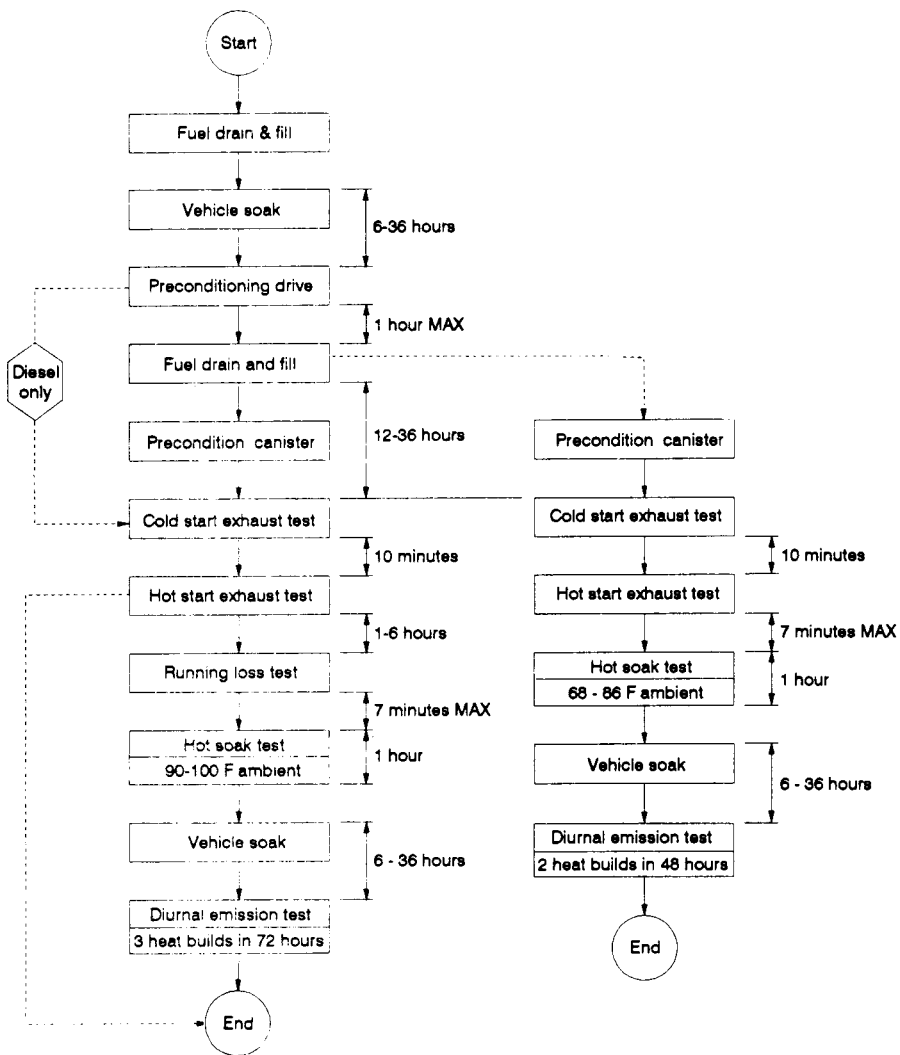 Start
Fuel drain & fill
Vehicle soak
6-36 hours
Preconditioning drive
1 hour MAX
Diesel
only
Fuel drain and fill
12-36 hours
Precondition canister
Precondition canister
Cold start exhaust test
Cold start exhaust test
10 minutes
10 minutes
Hot start exhaust test
Hot start exhaust test
1-6 hours
7 minutes MAX
Running loss test
Hot soak test
68 - 86 F ambient
1 hour
7 minutes MAX
Hot soak test
90-100 F ambient
1 hour
Vehicle soak
6 - 36 hours
Vehicle soak
6 - 36 hours
Diurnal emission test
2 heat builds in 48 hours
Diurnal emission test
3 heat builds in 72 hours
End
End